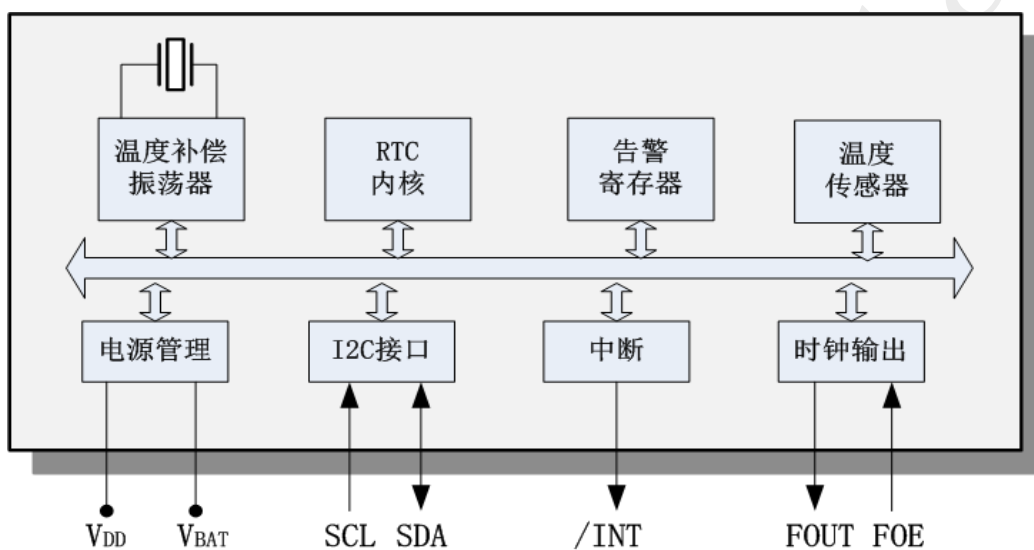 温度补偿
振荡器
RTC
内核
告警
寄存器
温度
传感器
电源管理
I2C接口
中断
时钟输出
VDD
VBAT
SCL
SDA
/INT
FOUT
FOE